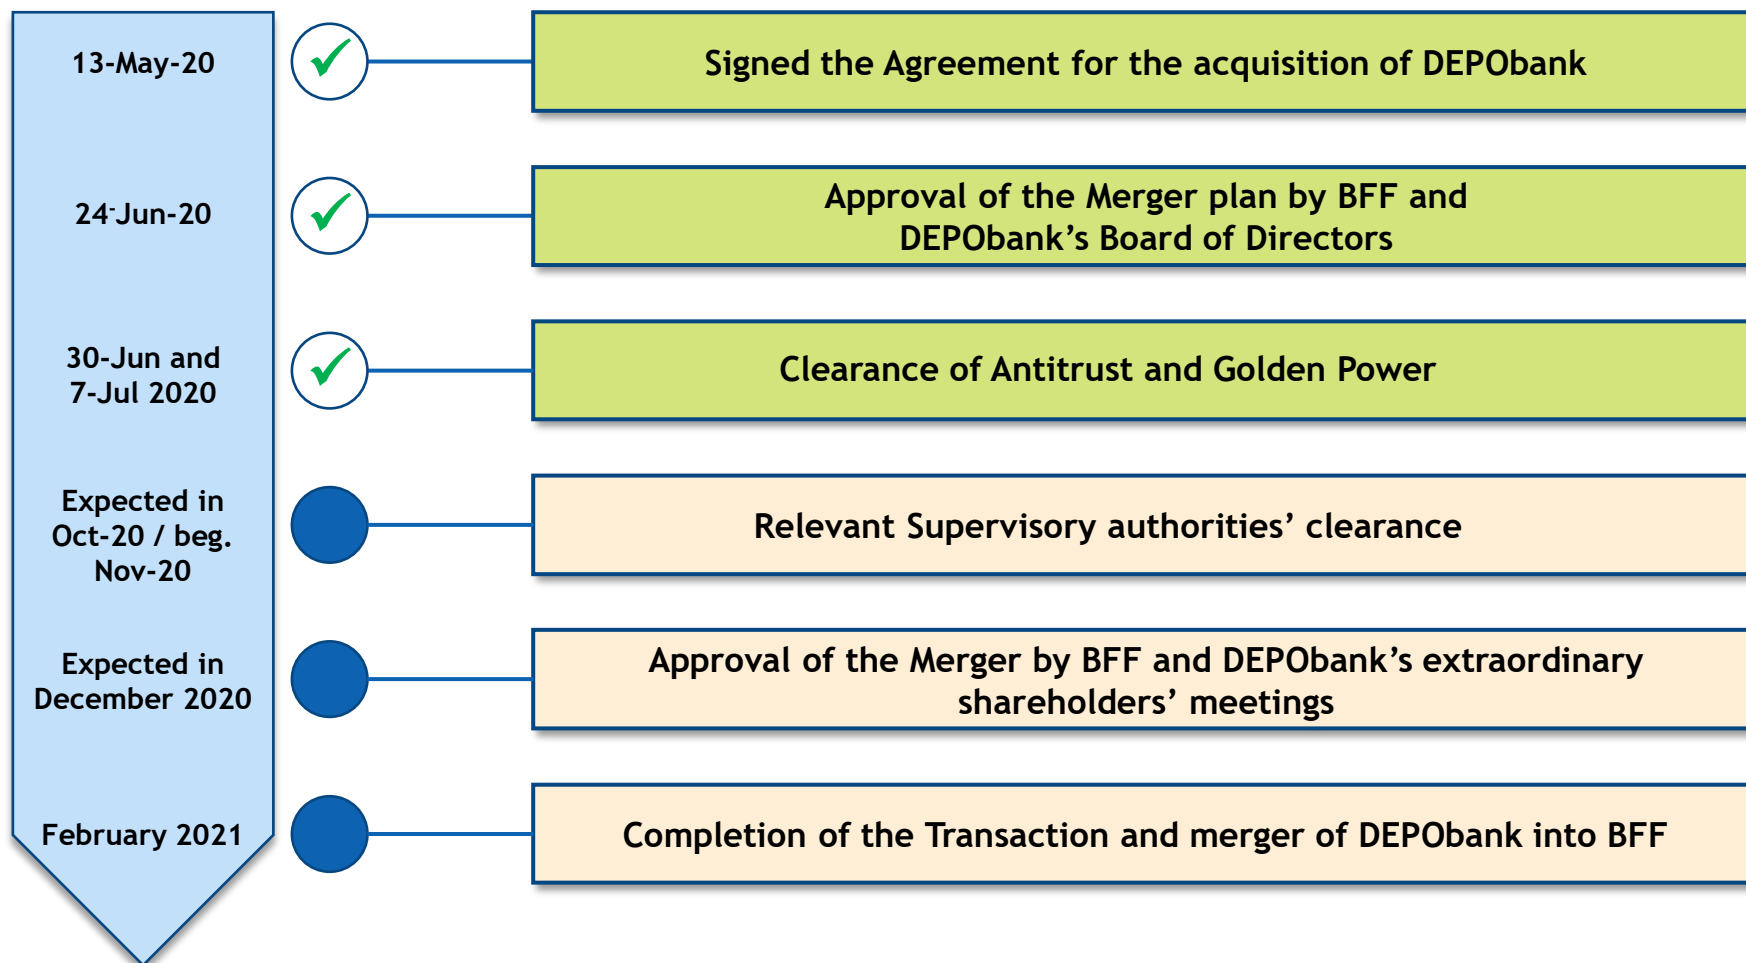 13-May-20
Signed the Agreement for the acquisition of DEPObank
24-Jun-20
Approval of the Merger plan by BFF and
DEPObank’s Board of Directors
30-Jun and
7-Jul 2020
Clearance of Antitrust and Golden Power
Expected in
Oct-20 / beg.
Nov-20
Relevant Supervisory authorities’ clearance
Expected in
December 2020
Approval of the Merger by BFF and DEPObank’s extraordinary
shareholders’ meetings
February 2021
Completion of the Transaction and merger of DEPObank into BFF